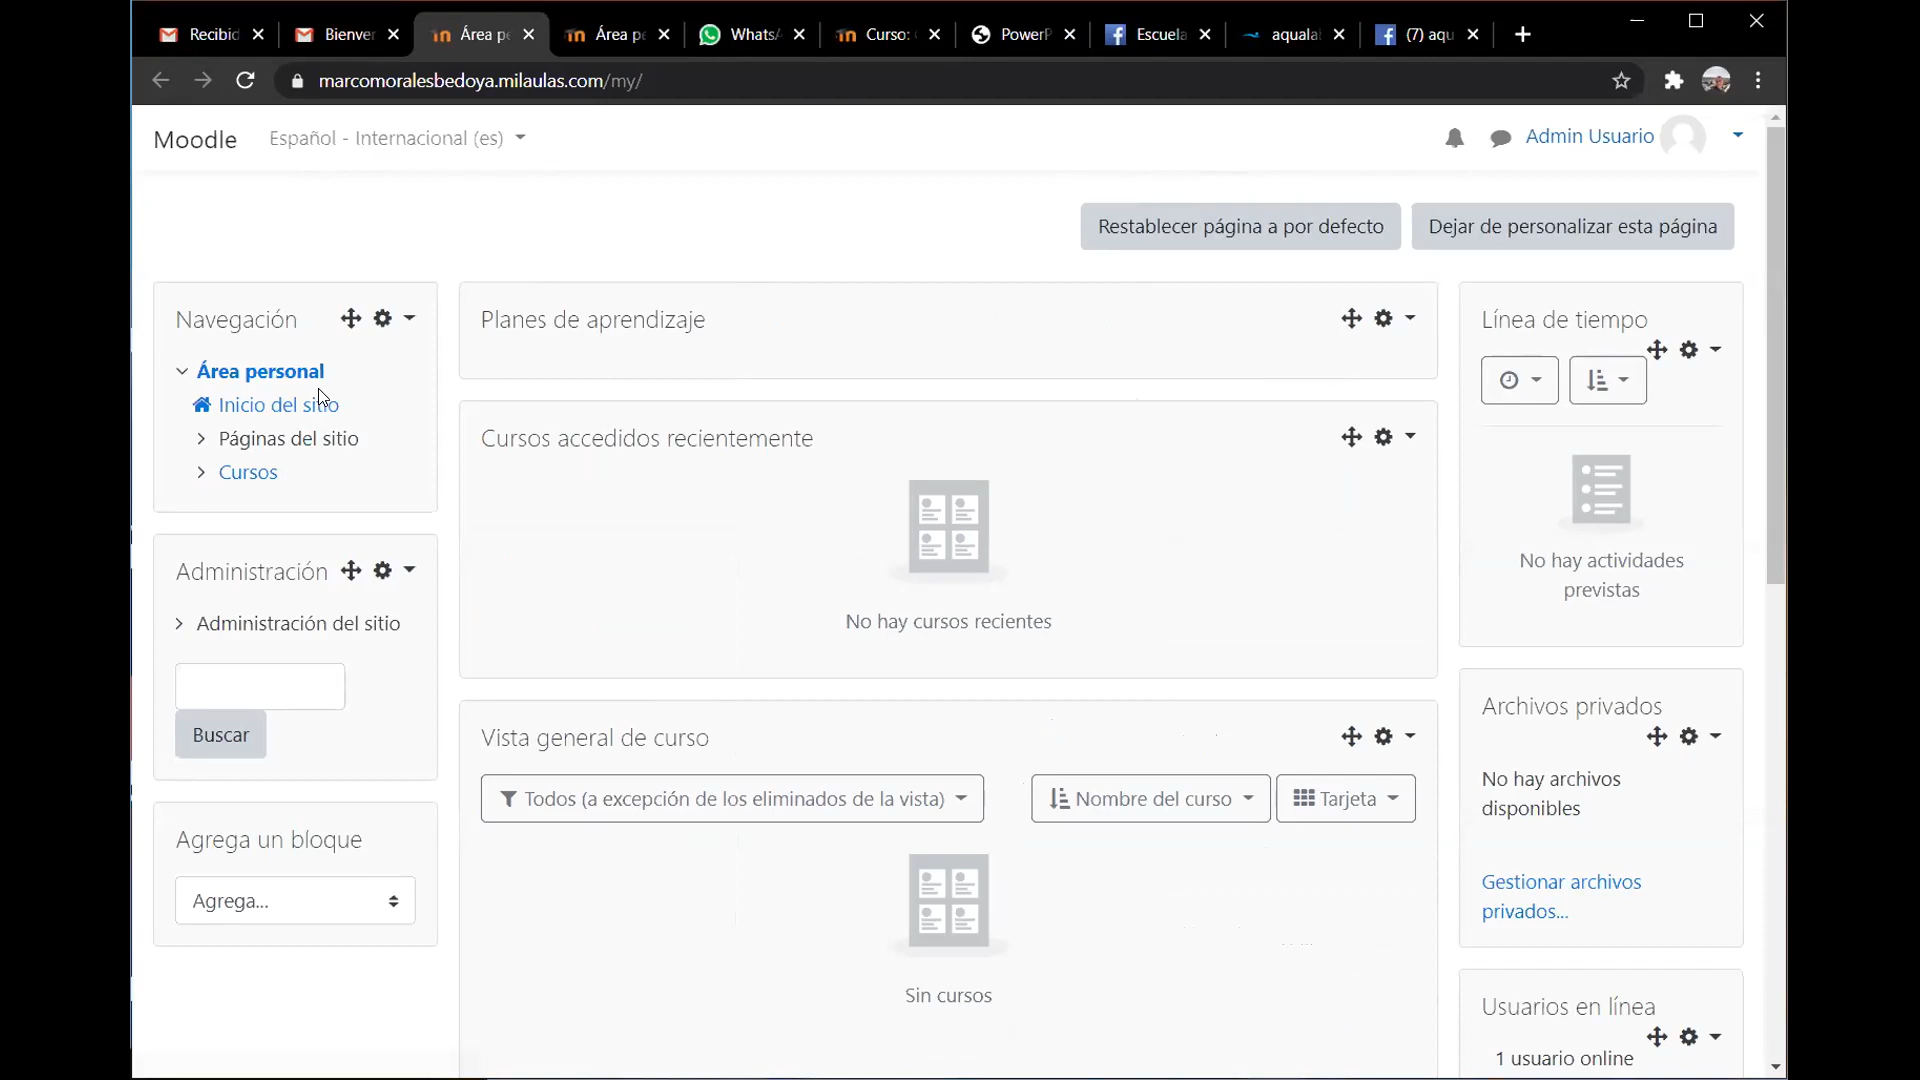 Recibid
Bienver
Área pe
Área pe
WhatsA
Curso:
PowerP
Escuela
aqualab
(7) aqu
marcomoralesbedoya.milaulas.com/my/
Moodle
Español - Internacional (es)
Admin Usuario
Restablecer página a por defecto
Dejar de personalizar esta página
Navegación
Área personal
Inicio del sitio
Páginas del sitio
Cursos
Administración
Administración del sitio
Buscar
Agrega un bloque
Agrega...
Planes de aprendizaje
Cursos accedidos recientemente
No hay cursos recientes
Vista general de curso
Todos (a excepción de los eliminados de la vista)
Nombre del curso
Tarjeta
Sin cursos
Línea de tiempo
No hay actividades
previstas
Archivos privados
No hay archivos
disponibles
Gestionar archivos
privados...
Usuarios en línea
1 usuario online